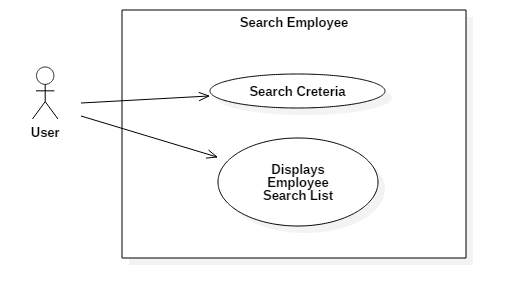 Search Employee
Search Creteria
User
Displays
Employee
Search List